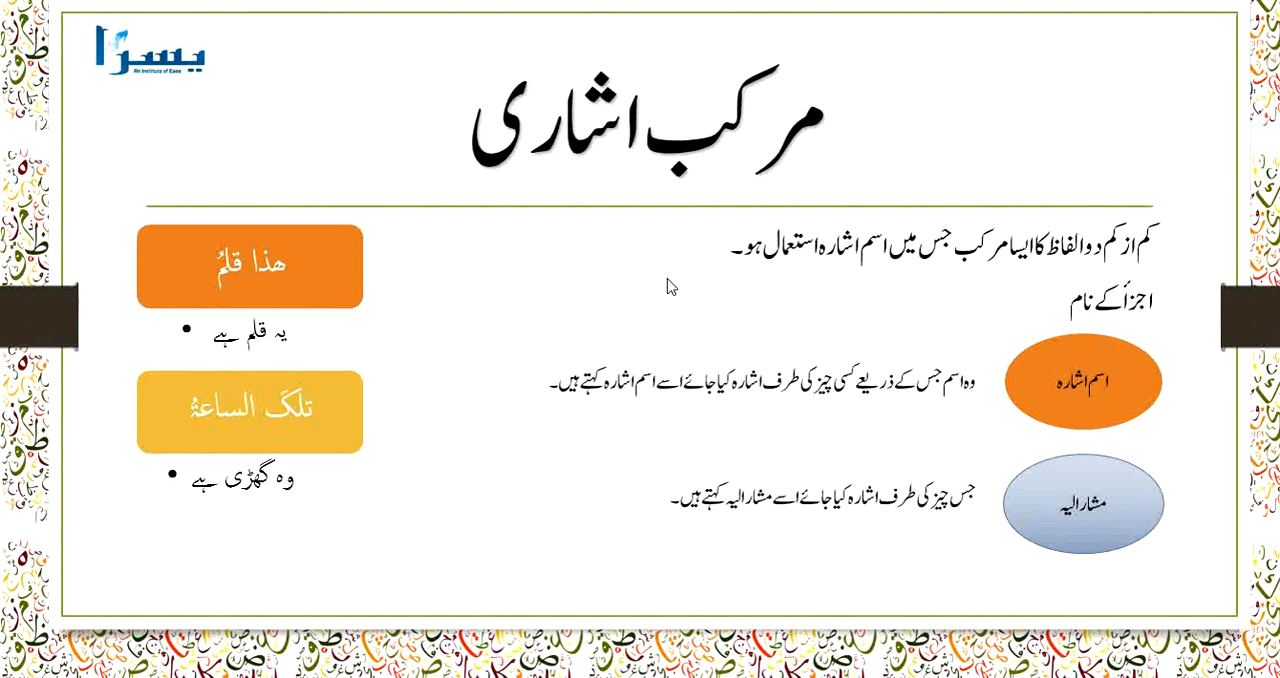 یسرا
An Institute of Ease
مرکب اشاری
کم از کم دو الفاظ کا ایسا مرکب جس میں اسم اشارہ استعمال ہو۔
اجزأ کے نام
اسم اشارہ
وہ اسم جس کے ذریعے کسی چیز کی طرف اشارہ کیا جائے اسے اسم اشارہ کہتے ہیں۔
مشار الیہ
جس چیز کی طرف اشارہ کیا جائے اسے مشار الیہ کہتے ہیں۔
ھذا قلمُ
• یہ قلم ہے
تلکَ الساعۃُ
• وہ گھڑی ہے